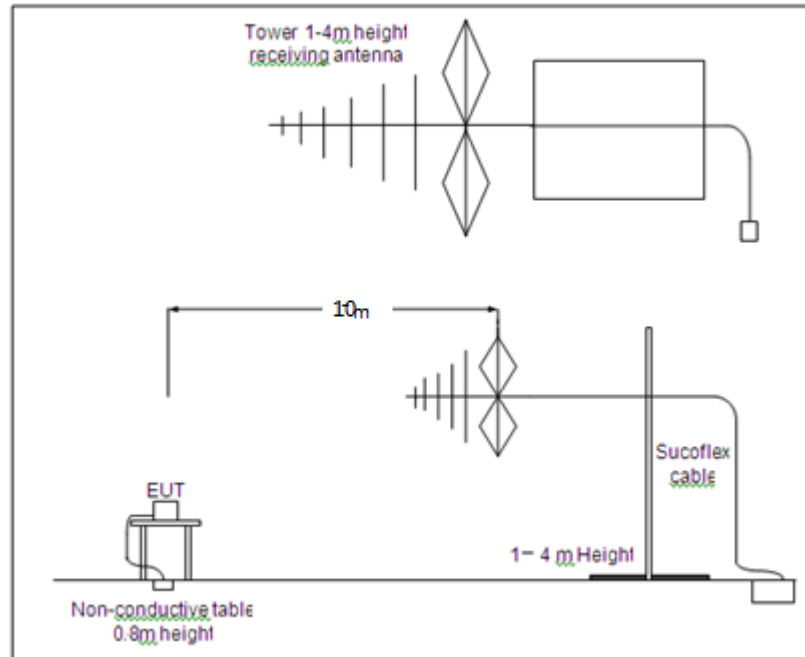 Tower 1-4m height
receiving antenna
10m
EUT
Sucoflex
cable
1– 4 m Height
Non-conductive table
0.8m height